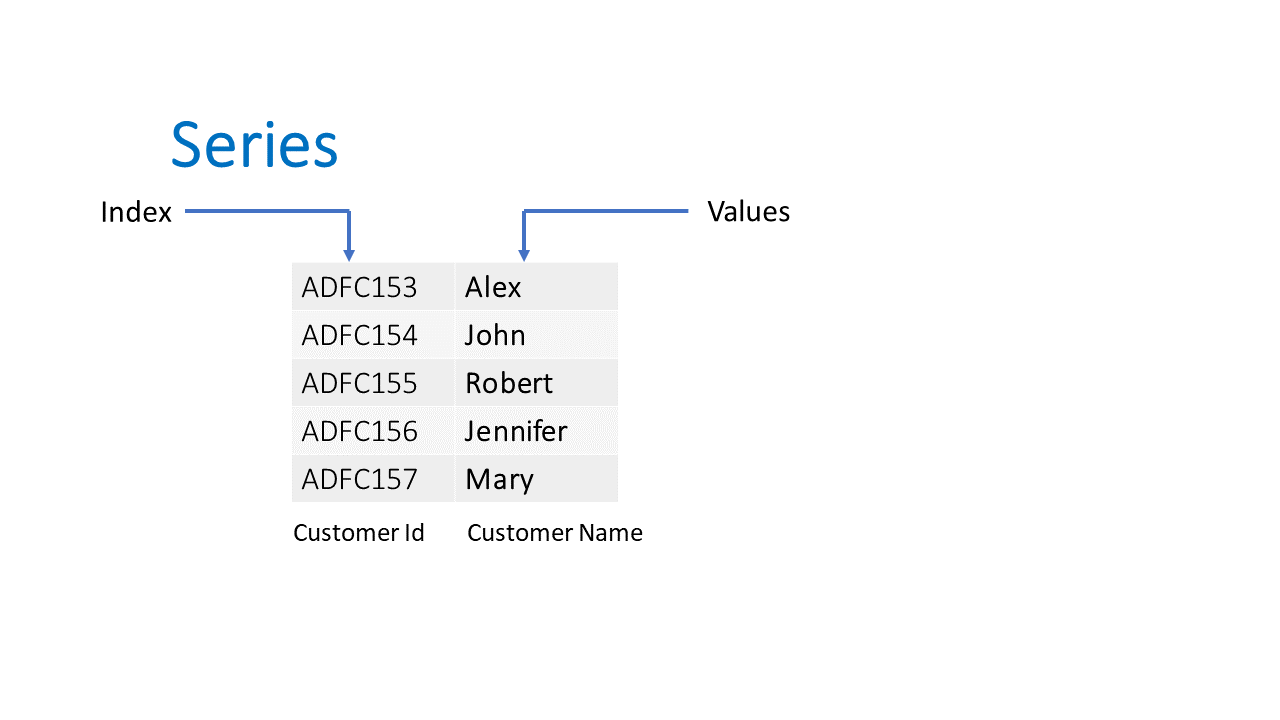 Series
Index Values
ADFC153 Alex
ADFC154 John
ADFC155 Robert
ADFC156 Jennifer
ADFC157 Mary
Customer Id Customer Name